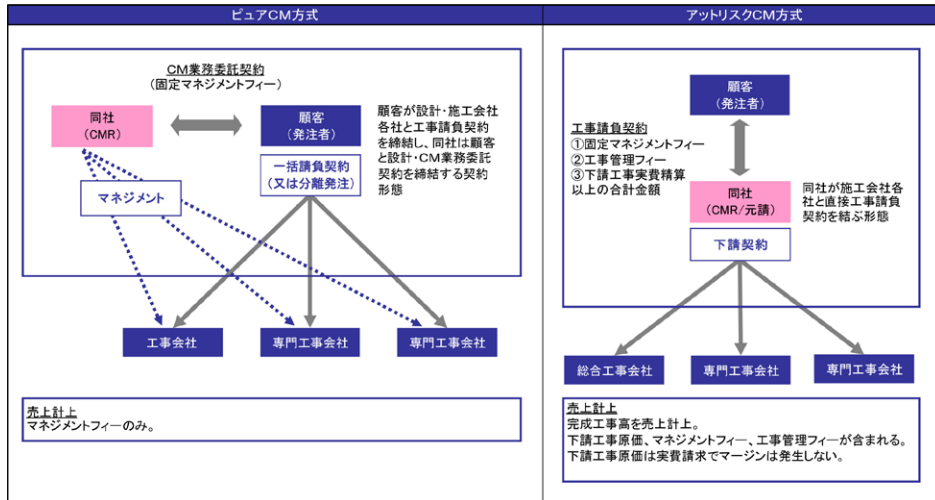 ピュアCM方式
CM業務委託契約
(固定マネジメントフィー)
同社
(CMR)
顧客
(発注者)
顧客が設計・施工会社
各社と工事請負契約
を締結し、同社は顧客
と設計・CM業務委託
契約を締結する契約
形態
一括請負契約
(又は分離発注)
マネジメント
工事会社
専門工事会社
専門工事会社
売上計上
マネジメントフィーのみ。
アットリスクCM方式
顧客
(発注者)
工事請負契約
①固定マネジメントフィー
②工事管理フィー
③下請工事実費精算
以上の合計金額
同社
(CMR/元請)
同社が施工会社各
社と直接工事請負
契約を結ぶ形態
下請契約
総合工事会社
専門工事会社
専門工事会社
売上計上
完成工事高を売上計上。
下請工事原価、マネジメントフィー、工事管理フィーが含まれる。
下請工事原価は実費請求でマージンは発生しない。